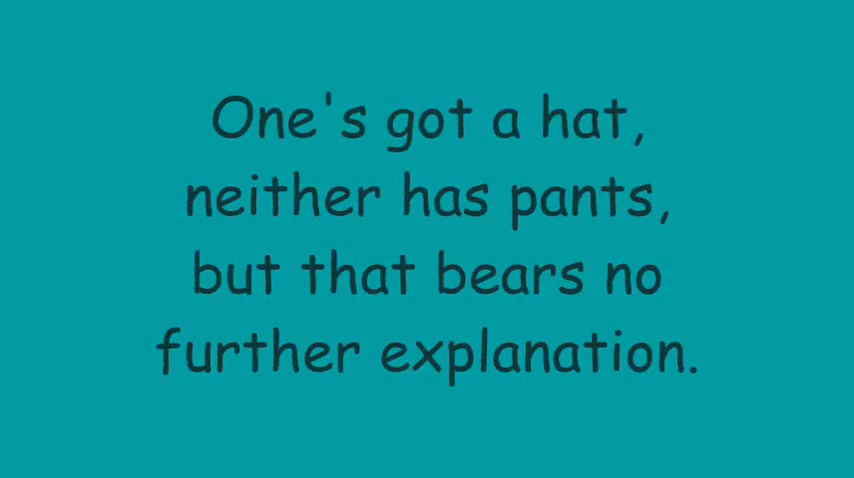 One's got a hat,
neither has pants,
but that bears no
further explanation.